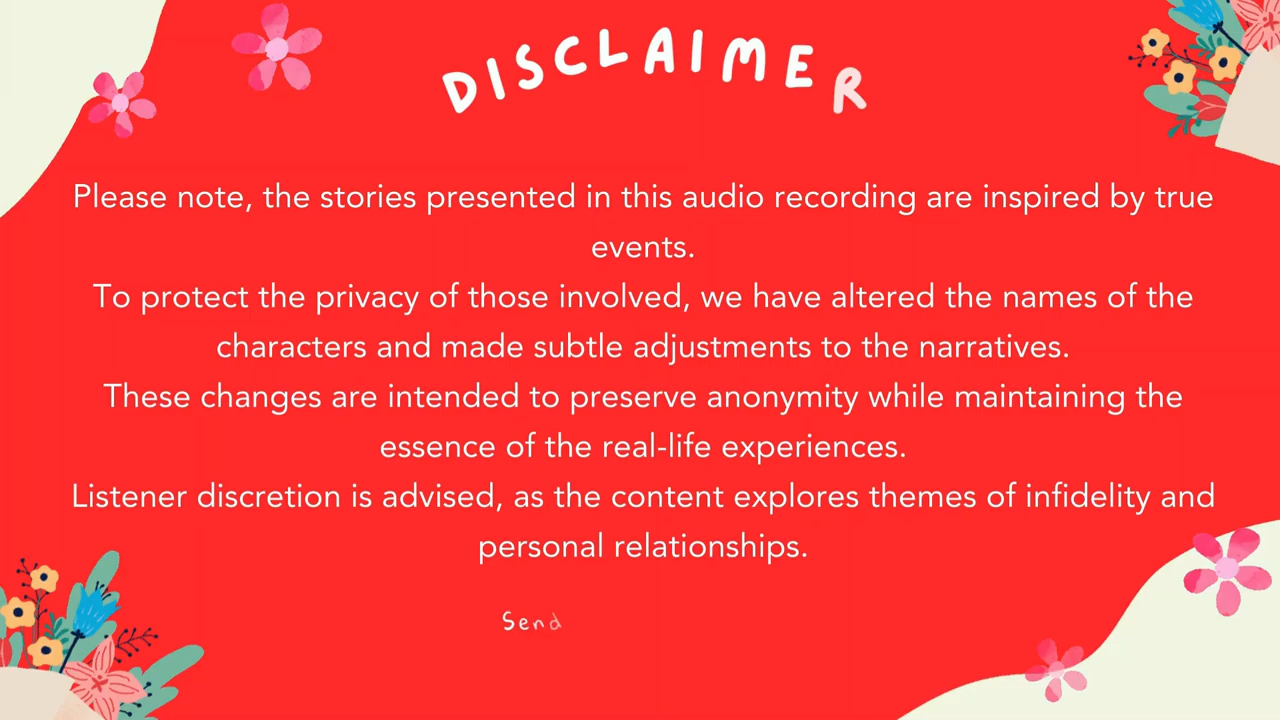 DISCLAIMER
Please note, the stories presented in this audio recording are inspired by true
events.
To protect the privacy of those involved, we have altered the names of the
characters and made subtle adjustments to the narratives.
These changes are intended to preserve anonymity while maintaining the
essence of the real-life experiences.
Listener discretion is advised, as the content explores themes of infidelity and
personal relationships.
Send